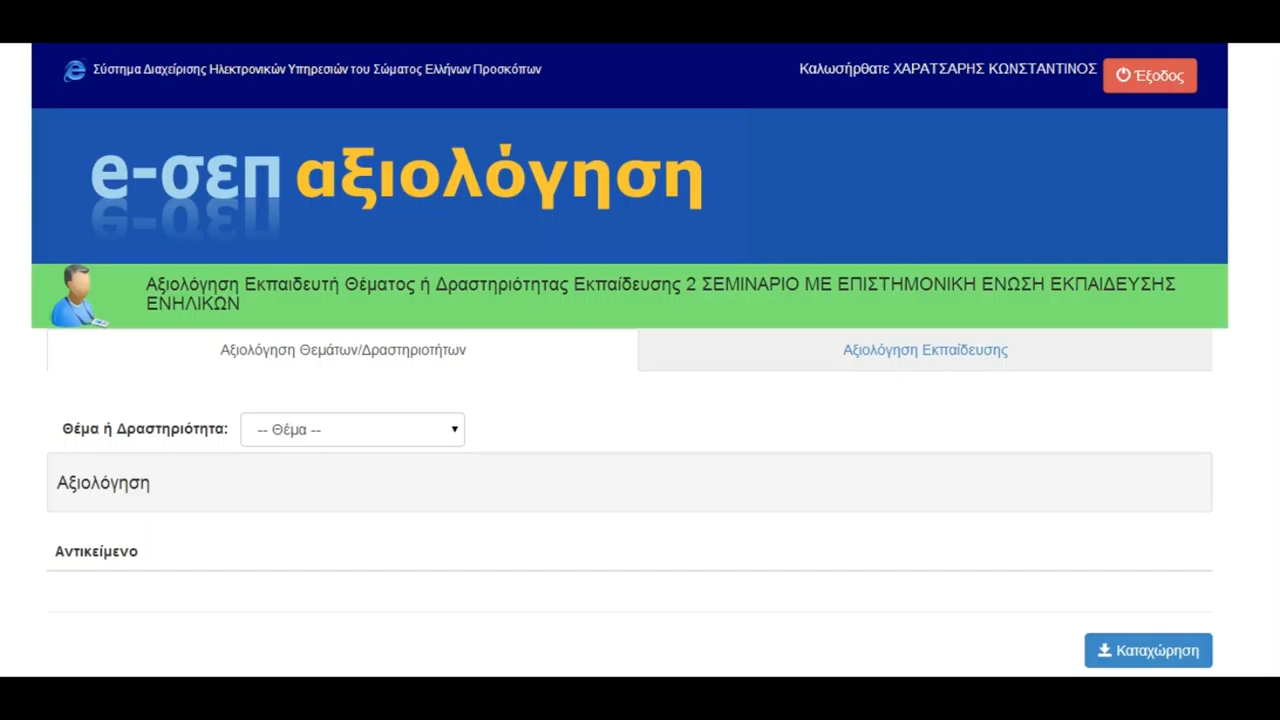 Σύστημα Διαχείρισης Ηλεκτρονικών Υπηρεσιών του Σώματος Ελλήνων Προσκόπων
Καλωσήρθατε ΧΑΡΑΤΣΑΡΗΣ ΚΩΝΣΤΑΝΤΙΝΟΣ
Έξοδος
e-σεπ αξιολόγηση
Αξιολόγηση Εκπαιδευτή Θέματος ή Δραστηριότητας Εκπαίδευσης 2 ΣΕΜΙΝΑΡΙΟ ΜΕ ΕΠΙΣΤΗΜΟΝΙΚΗ ΕΝΩΣΗ ΕΚΠΑΙΔΕΥΣΗΣ
ΕΝΗΛΙΚΩΝ
Αξιολόγηση Θεμάτων/Δραστηριοτήτων
Αξιολόγηση Εκπαίδευσης
Θέμα ή Δραστηριότητα:
-- Θέμα --
Αξιολόγηση
Αντικείμενο
Καταχώρηση